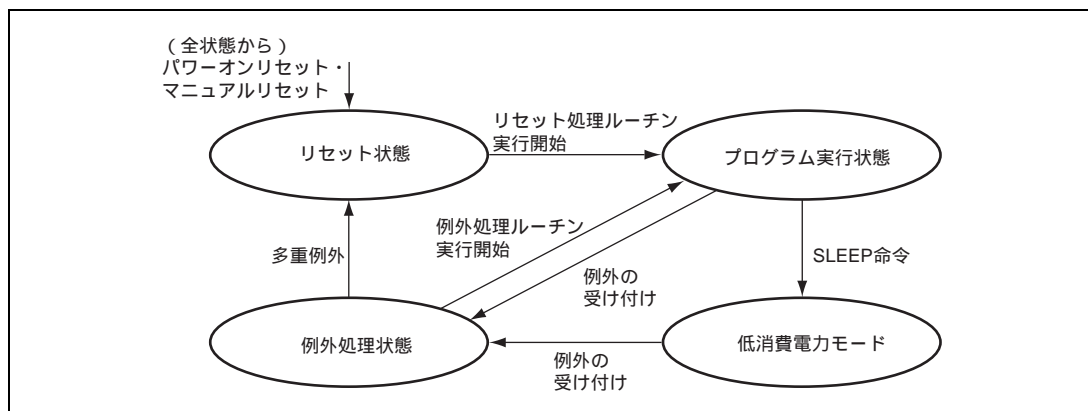 （全状態から）
パワーオンリセット・
マニュアルリセット
リセット状態
リセット処理ルーチン
実行開始
プログラム実行状態
多重例外
例外処理ルーチン
実行開始
例外の
受け付け
SLEEP命令
例外処理状態
例外の
受け付け
低消費電力モード